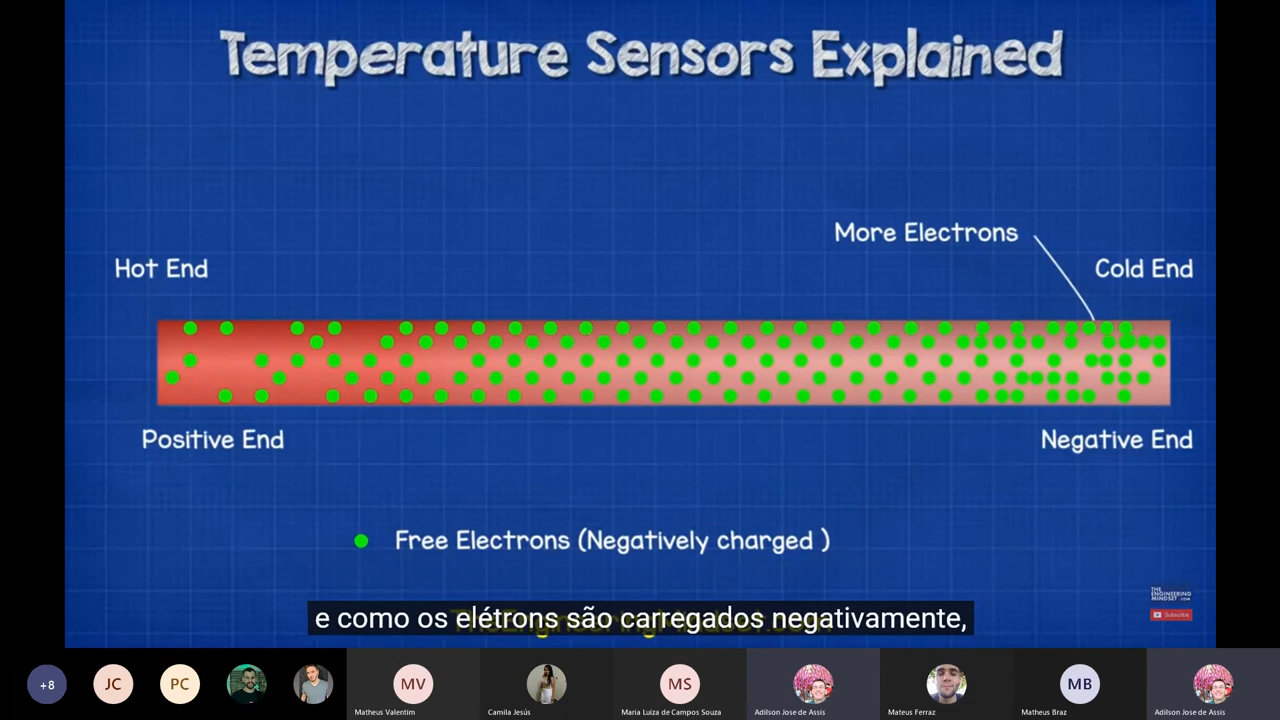 Temperature Sensors Explained
More Electrons
Hot End
Cold End
Positive End
Negative End
Free Electrons (Negatively charged )
THE
ENGINEERING
MINDSET.COM
Subscribe
e como os elétrons são carregados negativamente,
+8
JC
PC
MV
MS
MB
Matheus Valentim
Camila Jesús
Maria Luiza de Campos Souza
Adilson Jose de Assis
Mateus Ferraz
Matheus Braz
Adilson Jose de Assis